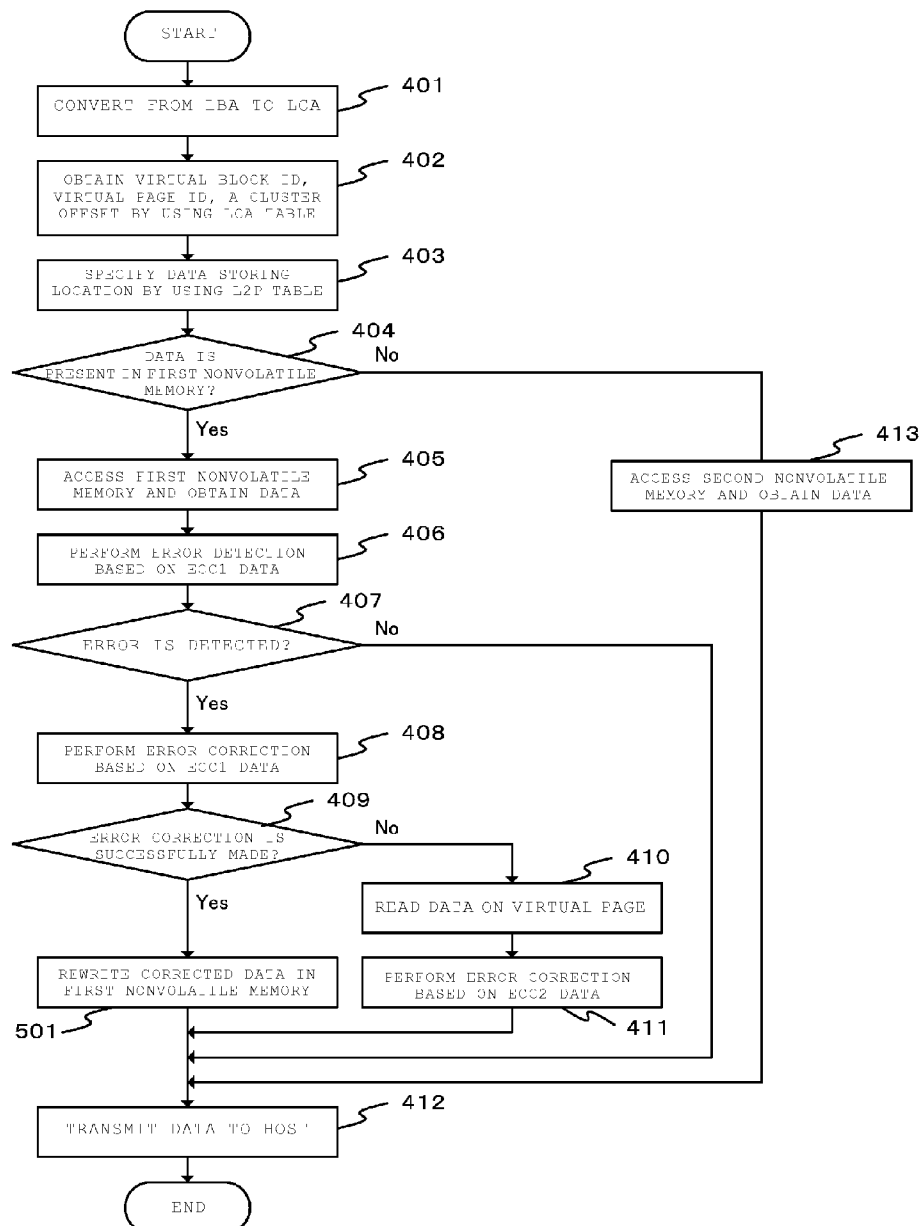 START
401
CONVERT FROM LBA TO LCA
402
OBTAIN VIRTUAL BLOCK ID,
VIRTUAL PAGE ID, A CLUSTER
OFFSET BY USING LCA TABLE
403
SPECIFY DATA STORING
LOCATION BY USING L2P TABLE
404
DATA IS
PRESENT IN FIRST NONVOLATILE
MEMORY?
No
Yes
413
ACCESS SECOND NONVOLATILE
MEMORY AND OBTAIN DATA
405
ACCESS FIRST NONVOLATILE
MEMORY AND OBTAIN DATA
406
PERFORM ERROR DETECTION
BASED ON ECC1 DATA
407
ERROR IS DETECTED?
No
Yes
408
PERFORM ERROR CORRECTION
BASED ON ECC1 DATA
409
ERROR CORRECTION IS
SUCCESSFULLY MADE?
No
Yes
410
READ DATA ON VIRTUAL PAGE
REWRITE CORRECTED DATA IN
FIRST NONVOLATILE MEMORY
501
PERFORM ERROR CORRECTION
BASED ON ECC2 DATA
411
412
TRANSMIT DATA TO HOST
END